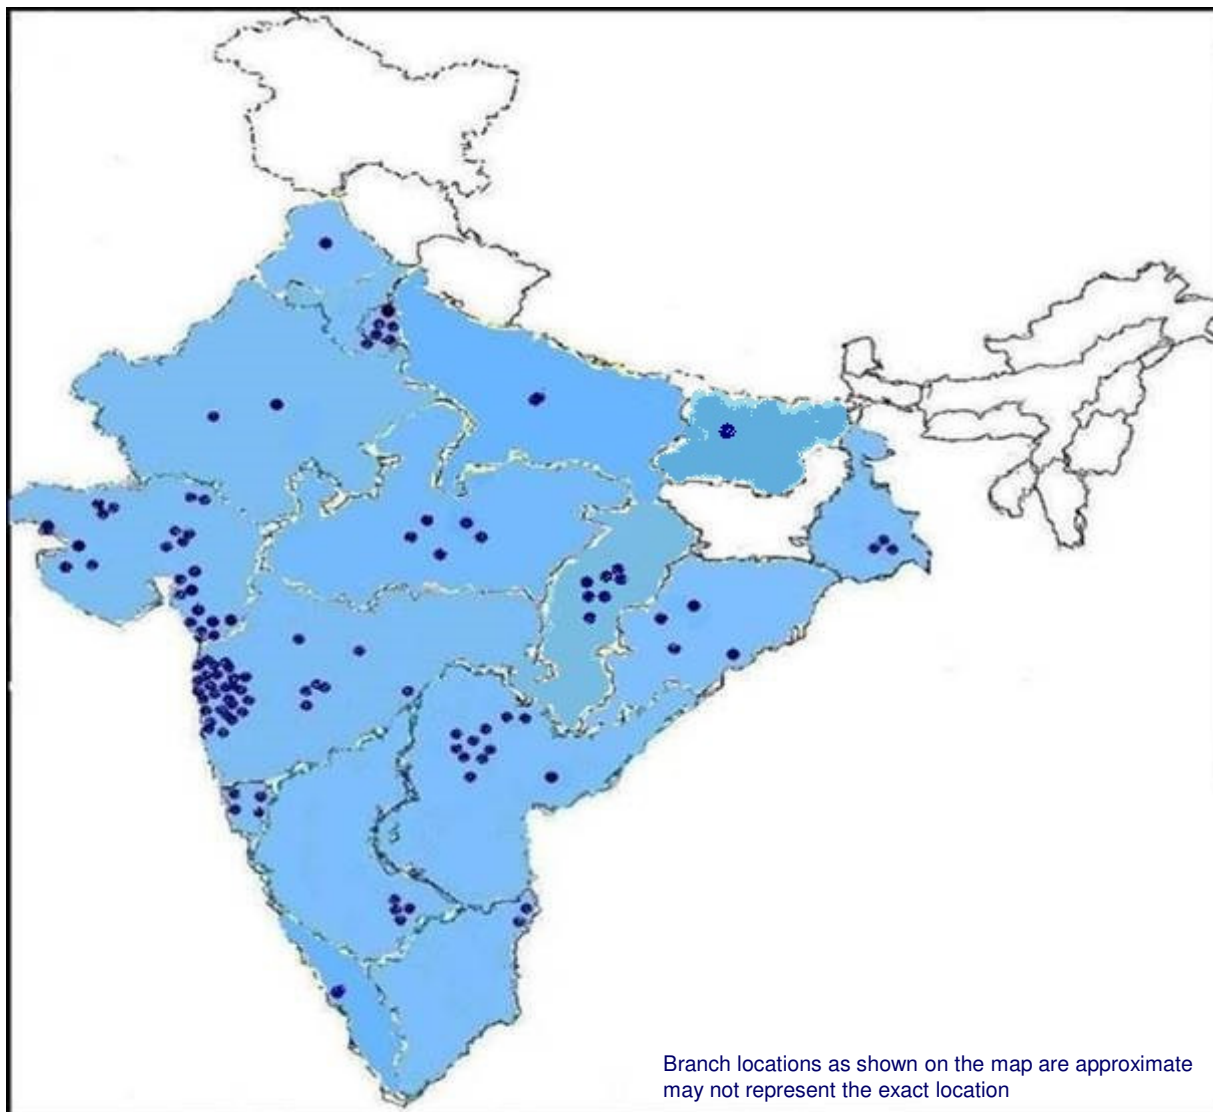 Branch locations as shown on the map are approximate
may not represent the exact location